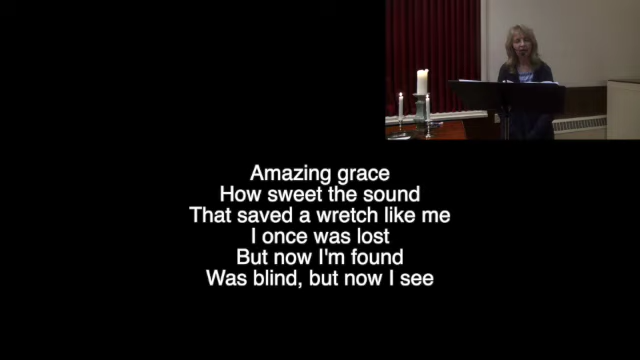 Amazing grace
How sweet the sound
That saved a wretch like me
I once was lost
But now I'm found
Was blind, but now I see